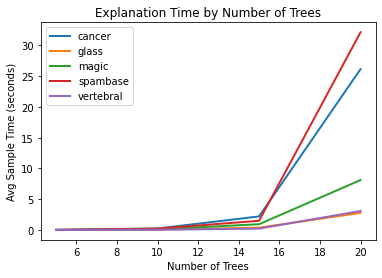 Explanation Time by Number of Trees
cancer
glass
magic
spambase
vertebral
Avg Sample Time (seconds)
30
25
20
15
10
5
0
6 8 10 12 14 16 18 20
Number of Trees